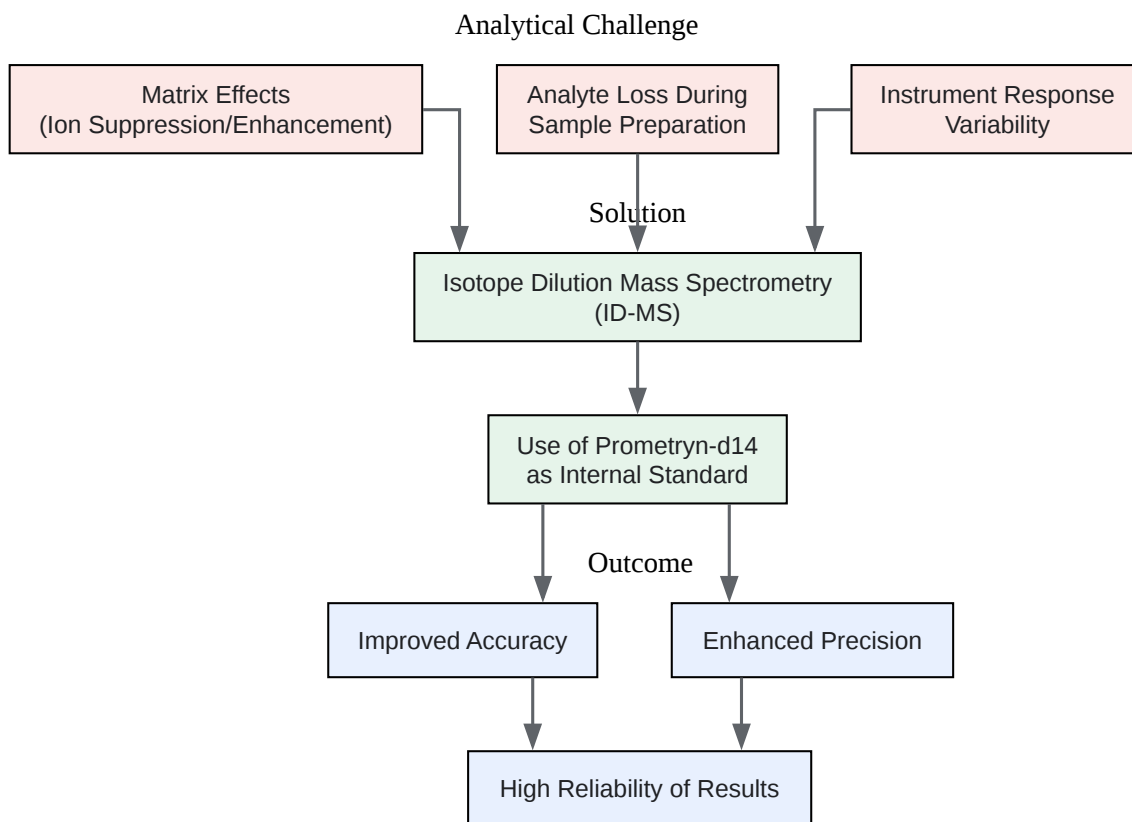 Analytical Challenge
Matrix Effects
(Ion Suppression/Enhancement)
Analyte Loss During
Sample Preparation
Instrument Response
Variability
Solution
Isotope Dilution Mass Spectrometry
(ID-MS)
Use of Prometryn-d14
as Internal Standard
Outcome
Improved Accuracy
Enhanced Precision
High Reliability of Results